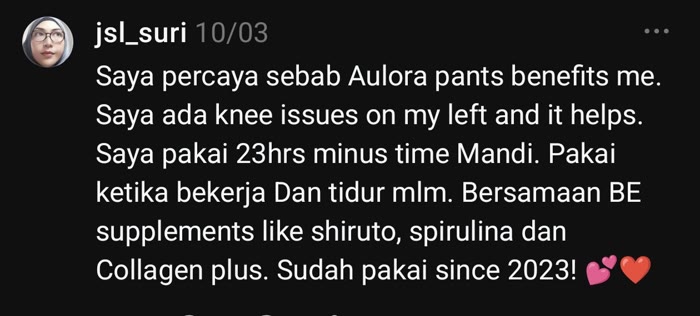 jsl_suri 10/03
Saya percaya sebab Aulora pants benefits me.
Saya ada knee issues on my left and it helps.
Saya pakai 23hrs minus time Mandi. Pakai
ketika bekerja Dan tidur mlm. Bersamaan BE
supplements like shiruto, spirulina dan
Collagen plus. Sudah pakai since 2023! 💕❤️